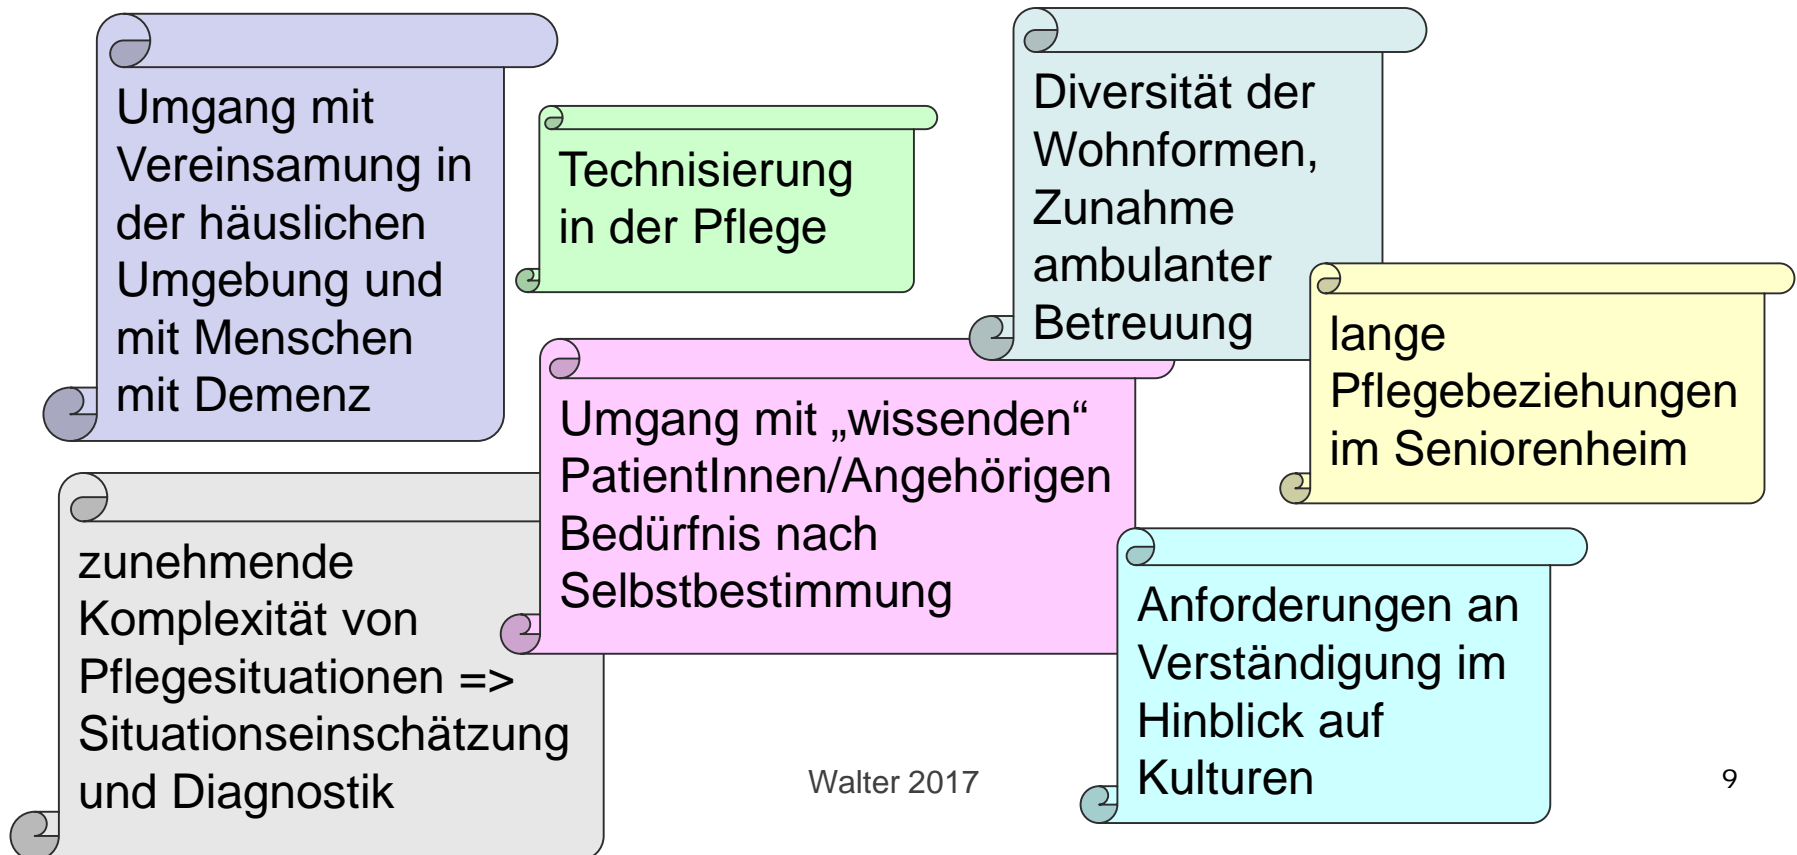 Umgang mit
Vereinsamung in
der häuslichen
Umgebung und
mit Menschen
mit Demenz
Technisierung
in der Pflege
Diversität der
Wohnformen,
Zunahme
ambulanter
Betreuung
lange
Pflegebeziehungen
im Seniorenheim
Umgang mit „wissenden“
PatientInnen/Angehörigen
Bedürfnis nach
Selbstbestimmung
zunehmende
Komplexität von
Pflegesituationen =>
Situationseinschätzung
und Diagnostik
Anforderungen an
Verständigung im
Hinblick auf
Kulturen
Walter 2017
9